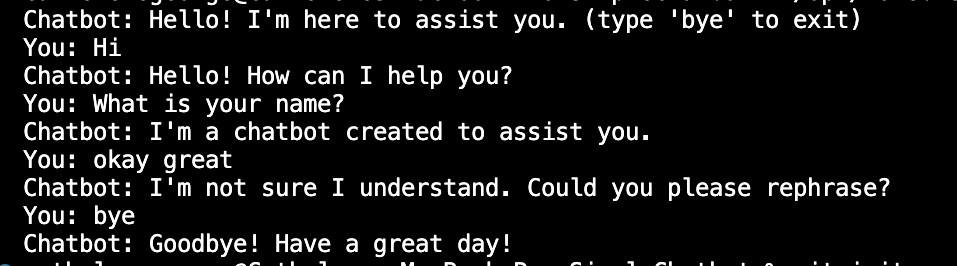 Chatbot: Hello! I'm here to assist you. (type 'bye' to exit)
You: Hi
Chatbot: Hello! How can I help you?
You: What is your name?
Chatbot: I'm a chatbot created to assist you.
You: okay great
Chatbot: I'm not sure I understand. Could you please rephrase?
You: bye
Chatbot: Goodbye! Have a great day!